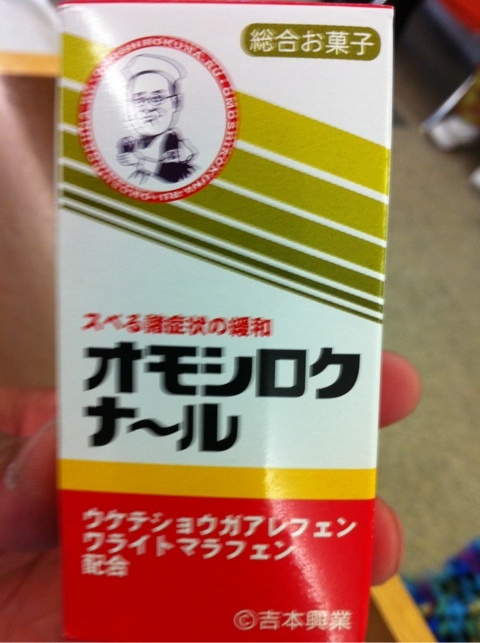 総合お菓子
スベる諸症状の緩和
オモシロク
ナ〜ル
ウケチショウガアレフェン
ワライトマラフェン
配合
©吉本興業